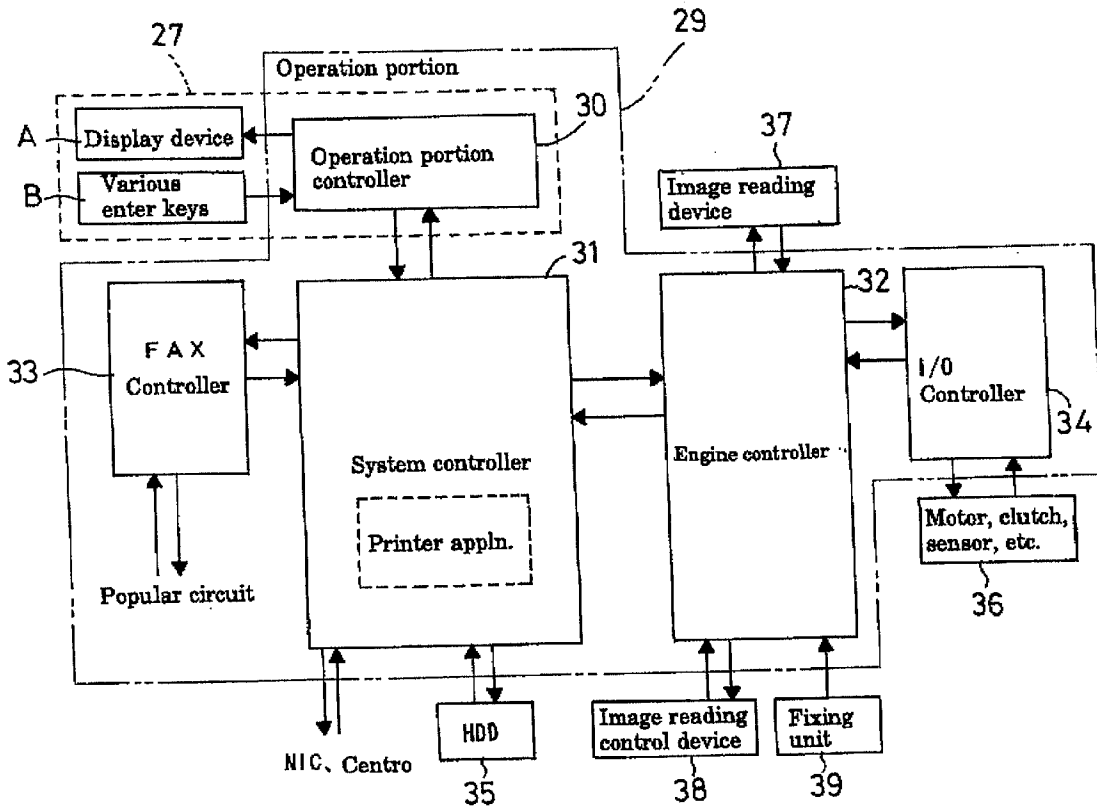 27
29
Operation portion
A
Display device
30
Operation portion
controller
B
Various
enter keys
37
Image reading
device
31
32
33
FAX
Controller
I/O
Controller
34
System controller
Engine controller
Printer appln.
Motor, clutch,
sensor, etc.
36
Popular circuit
NIC、Centro
HDD
35
Image reading
control device
38
Fixing
unit
39